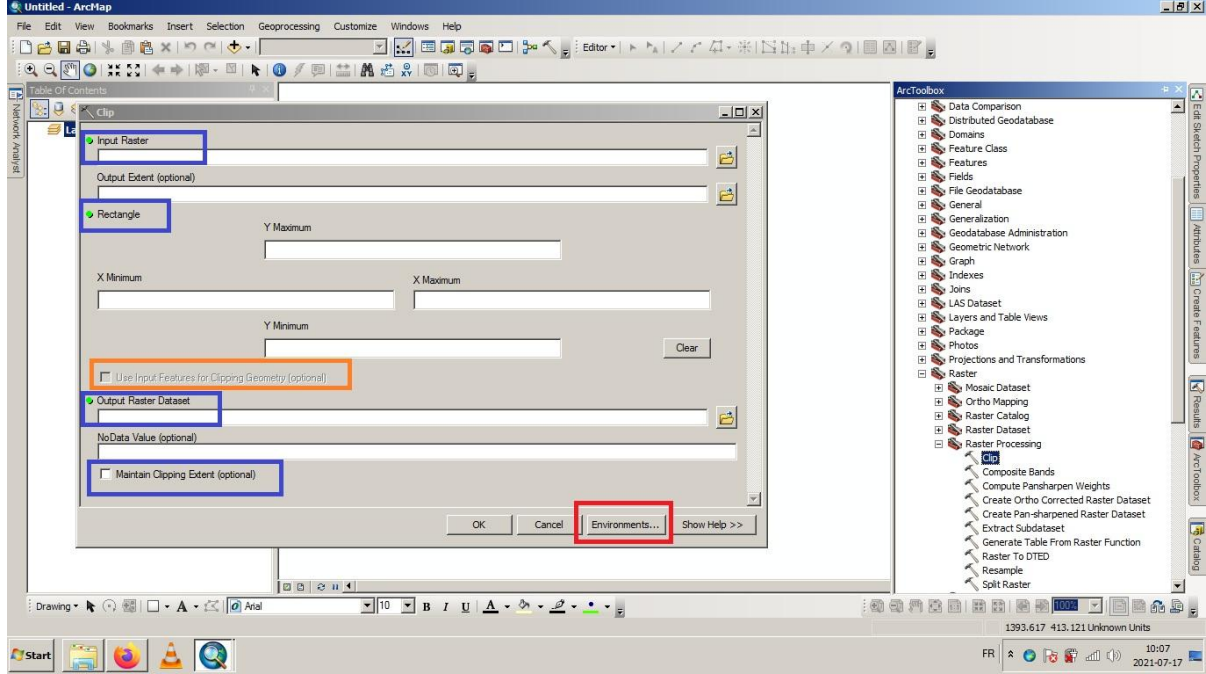 Untitled - ArcMap
File Edit View Bookmarks Insert Selection Geoprocessing Customize Windows Help
Editor
Table Of Contents
ArcToolbox
Network Analyst
La
Clip
Input Raster
Output Extent (optional)
Rectangle
Y Maximum
X Minimum
X Maximum
Y Minimum
Clear
Use Input Features for Clipping Geometry (optional)
Output Raster Dataset
NoData Value (optional)
Maintain Clipping Extent (optional)
OK
Cancel
Environments...
Show Help >>
Data Comparison
Distributed Geodatabase
Domains
Feature Class
Features
Fields
File Geodatabase
General
Generalization
Geodatabase Administration
Geometric Network
Graph
Indexes
Joins
LAS Dataset
Layers and Table Views
Package
Photos
Projections and Transformations
Raster
Mosaic Dataset
Ortho Mapping
Raster Catalog
Raster Dataset
Raster Processing
Clip
Composite Bands
Compute Pansharpen Weights
Create Ortho Corrected Raster Dataset
Create Pan-sharpened Raster Dataset
Extract Subdataset
Generate Table From Raster Function
Raster To DTED
Resample
Split Raster
Edit Sketch Properties
Attributes
Create Features
Results
ArcToolbox
Catalog
Drawing
A
Arial
10
B I U A
100%
1393.617 413.121 Unknown Units
Start
FR
10:07
2021-07-17